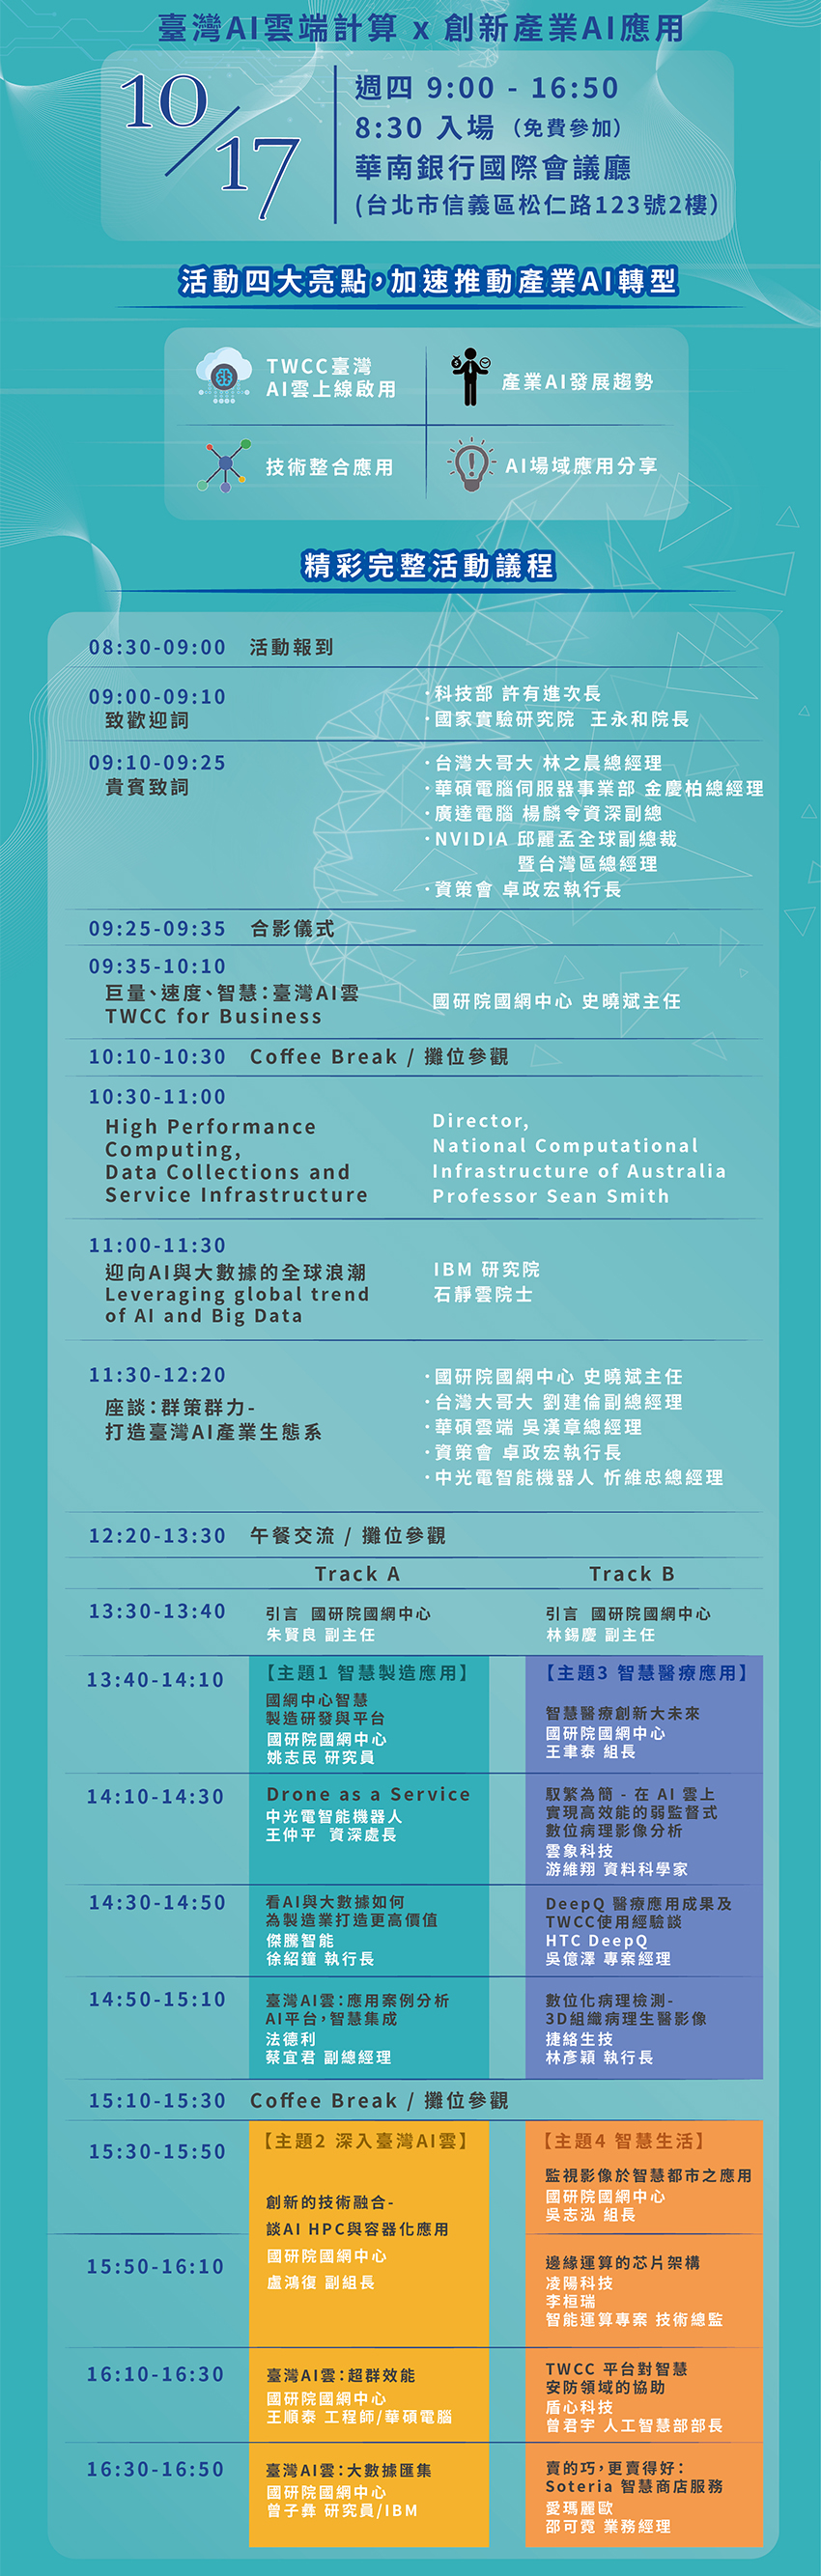 臺灣AI雲端計算 x 創新產業AI應用
10/17
週四 9:00 - 16:50
8:30 入場 （免費參加）
華南銀行國際會議廳
(台北市信義區松仁路123號2樓)
活動四大亮點，加速推動產業AI轉型
TWCC臺灣
AI雲上線啟用
產業AI發展趨勢
技術整合應用
AI場域應用分享
精彩完整活動議程
08:30-09:00 活動報到
09:00-09:10
致歡迎詞
·科技部 許有進次長
·國家實驗研究院 王永和院長
09:10-09:25
貴賓致詞
·台灣大哥大 林之晨總經理
·華碩電腦伺服器事業部 金慶柏總經理
·廣達電腦 楊麟令資深副總
·NVIDIA 邱麗孟全球副總裁
暨台灣區總經理
·資策會 卓政宏執行長
09:25-09:35 合影儀式
09:35-10:10
巨量、速度、智慧：臺灣AI雲
TWCC for Business
國研院國網中心 史曉斌主任
10:10-10:30 Coffee Break / 攤位參觀
10:30-11:00
High Performance
Computing,
Data Collections and
Service Infrastructure
Director,
National Computational
Infrastructure of Australia
Professor Sean Smith
11:00-11:30
迎向AI與大數據的全球浪潮
Leveraging global trend
of AI and Big Data
IBM 研究院
石靜雲院士
11:30-12:20
座談：群策群力-
打造臺灣AI產業生態系
·國研院國網中心 史曉斌主任
·台灣大哥大 劉建倫副總經理
·華碩雲端 吳漢章總經理
·資策會 卓政宏執行長
·中光電智能機器人 忻維忠總經理
12:20-13:30 午餐交流 / 攤位參觀
Track A
Track B
13:30-13:40
引言 國研院國網中心
朱賢良 副主任
引言 國研院國網中心
林錫慶 副主任
13:40-14:10
【主題1 智慧製造應用】
國網中心智慧
製造研發與平台
國研院國網中心
姚志民 研究員
【主題3 智慧醫療應用】
智慧醫療創新大未來
國研院國網中心
王聿泰 組長
14:10-14:30
Drone as a Service
中光電智能機器人
王仲平 資深處長
馭繁為簡 - 在 AI 雲上
實現高效能的弱監督式
數位病理影像分析
雲象科技
游維翔 資料科學家
14:30-14:50
看AI與大數據如何
為製造業打造更高價值
傑騰智能
徐紹鐘 執行長
DeepQ 醫療應用成果及
TWCC使用經驗談
HTC DeepQ
吳億澤 專案經理
14:50-15:10
臺灣AI雲：應用案例分析
AI平台，智慧集成
法德利
蔡宜君 副總經理
數位化病理檢測-
3D組織病理生醫影像
捷絡生技
林彥穎 執行長
15:10-15:30 Coffee Break / 攤位參觀
15:30-15:50
【主題2 深入臺灣AI雲】
創新的技術融合-
談AI HPC與容器化應用
國研院國網中心
盧鴻復 副組長
【主題4 智慧生活】
監視影像於智慧都市之應用
國研院國網中心
吳志泓 組長
15:50-16:10
邊緣運算的芯片架構
凌陽科技
李桓瑞
智能運算專案 技術總監
16:10-16:30
臺灣AI雲：超群效能
國研院國網中心
王順泰 工程師/華碩電腦
TWCC 平台對智慧
安防領域的協助
盾心科技
曾君宇 人工智慧部部長
16:30-16:50
臺灣AI雲：大數據匯集
國研院國網中心
曾子彝 研究員/IBM
賣的巧，更賣得好：
Soteria 智慧商店服務
愛瑪麗歐
邵可霓 業務經理